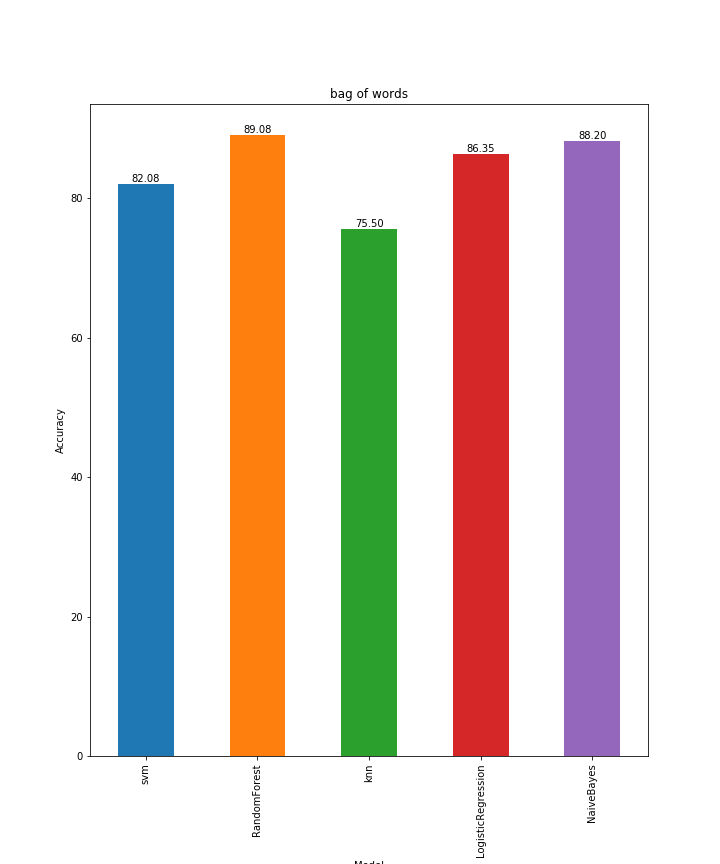 bag of words
82.08
89.08
75.50
86.35
88.20
Accuracy
80
60
40
20
0
svm
RandomForest
knn
LogisticRegression
NaiveBayes
Model